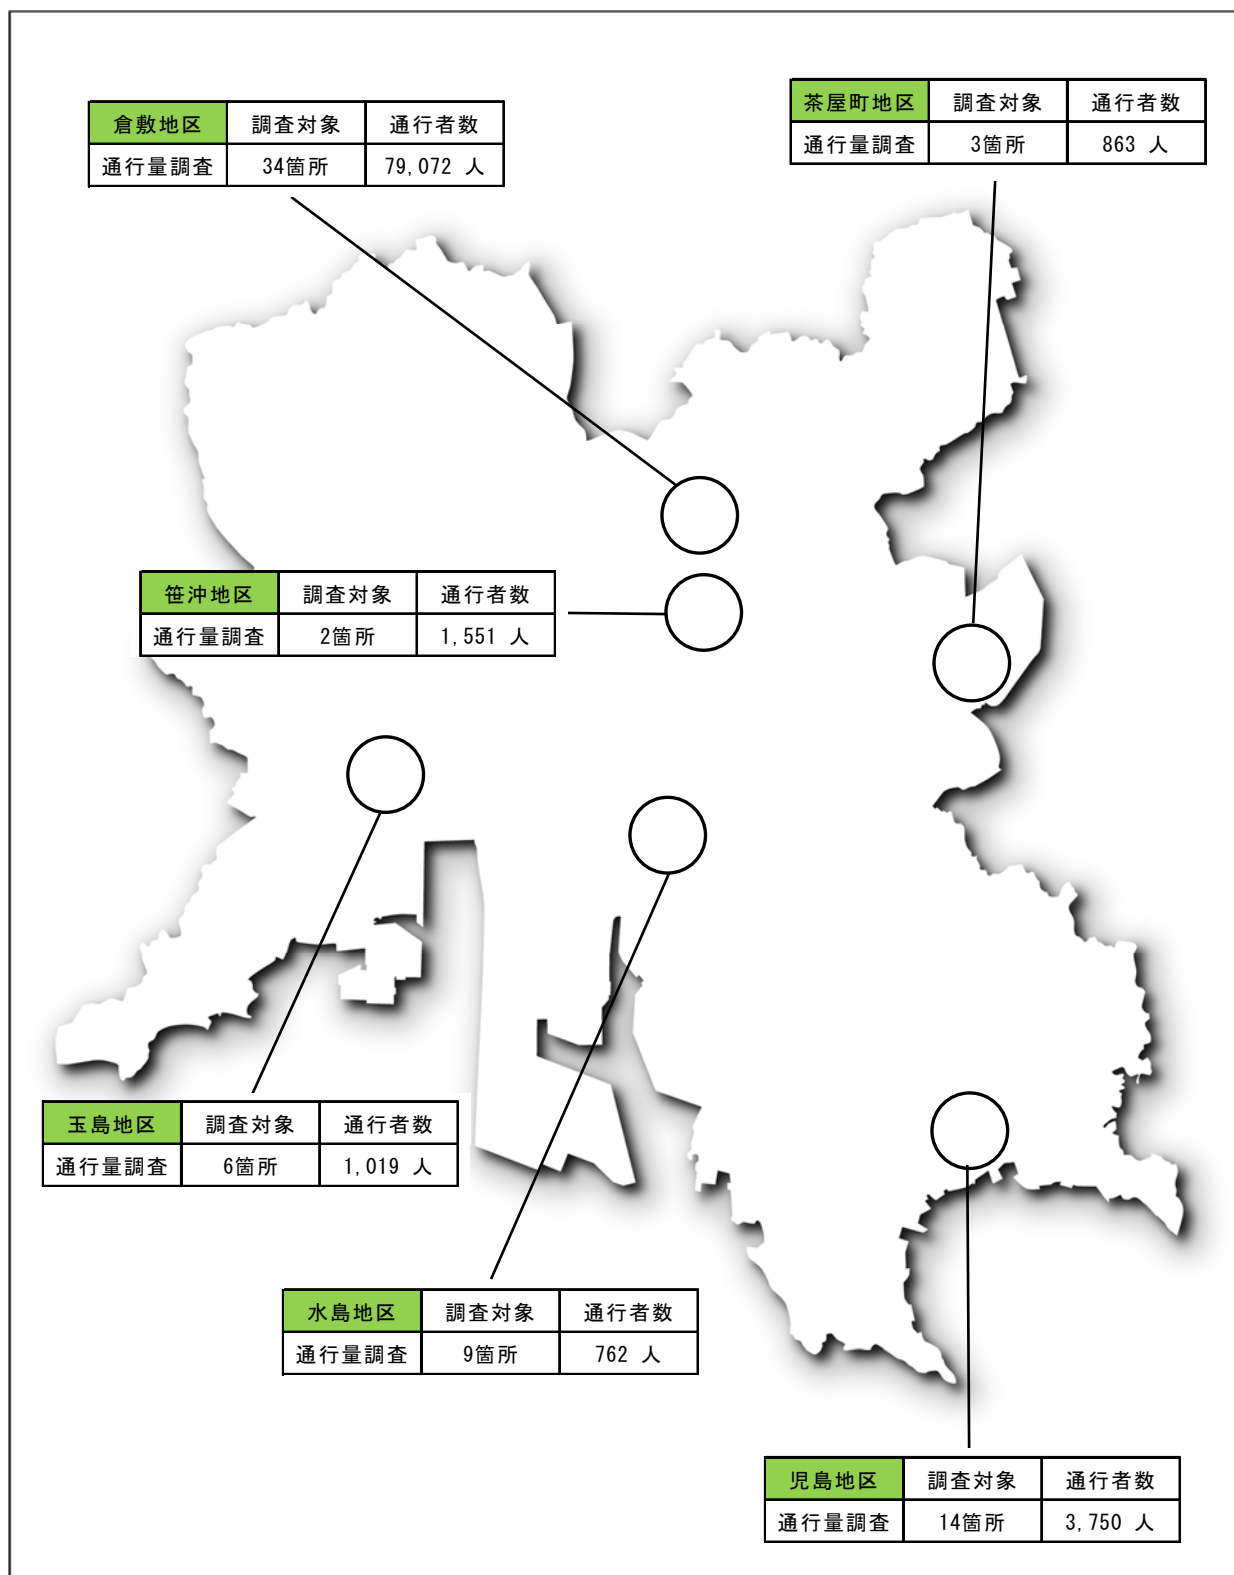 倉敷地区 調査対象 通行者数
通行量調査 34箇所 79,072 人
茶屋町地区 調査対象 通行者数
通行量調査 3箇所 863 人
笹沖地区 調査対象 通行者数
通行量調査 2箇所 1,551 人
玉島地区 調査対象 通行者数
通行量調査 6箇所 1,019 人
水島地区 調査対象 通行者数
通行量調査 9箇所 762 人
児島地区 調査対象 通行者数
通行量調査 14箇所 3,750 人